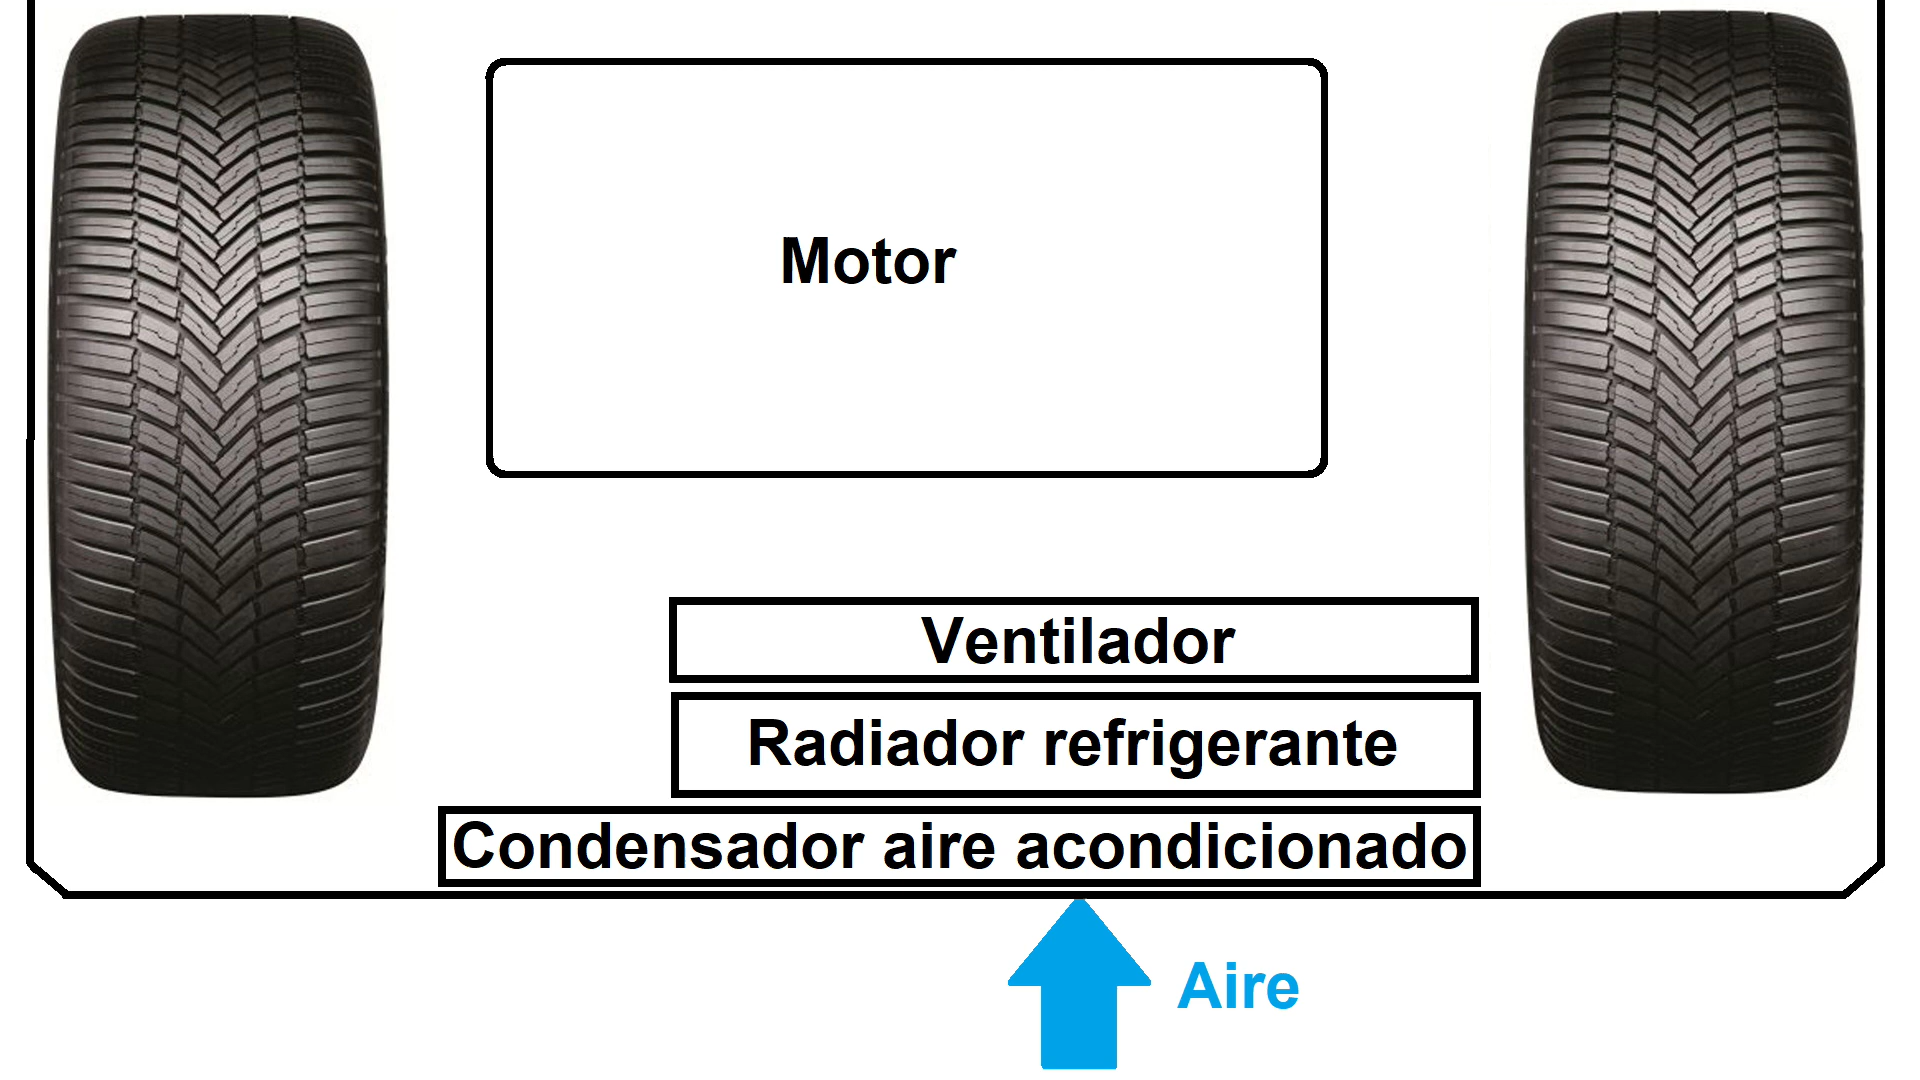 Motor
Ventilador
Radiador refrigerante
Condensador aire acondicionado
Aire